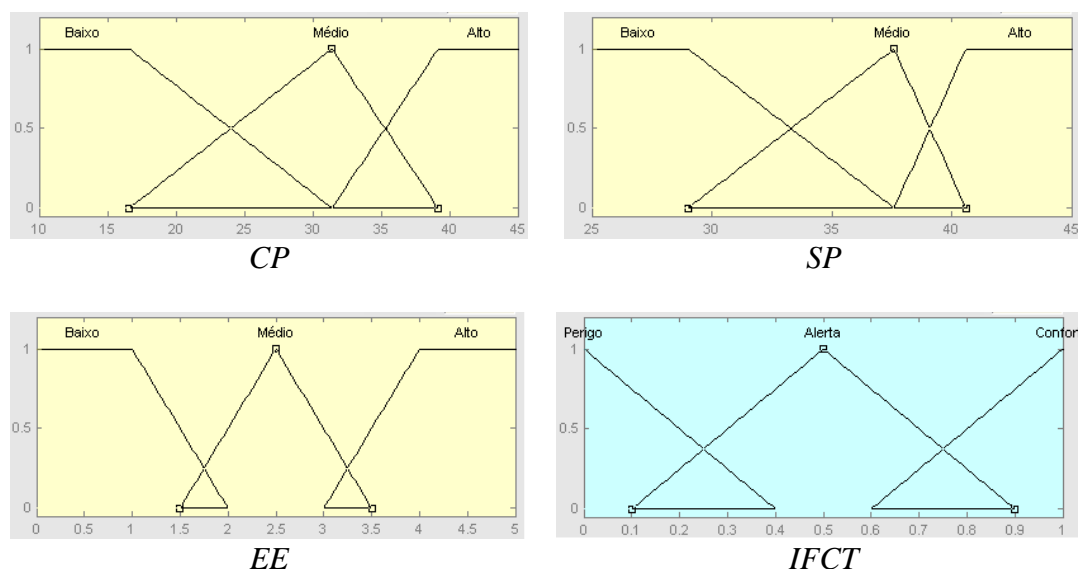 Baixo Médio Alto
1
0.5
0
10 15 20 25 30 35 40 45
CP
Baixo Médio Alto
1
0.5
0
25 30 35 40 45
SP
Baixo Médio Alto
1
0.5
0
0 0.5 1 1.5 2 2.5 3 3.5 4 4.5 5
EE
Perigo Alerta Confor
1
0.5
0
0 0.1 0.2 0.3 0.4 0.5 0.6 0.7 0.8 0.9 1
IFCT